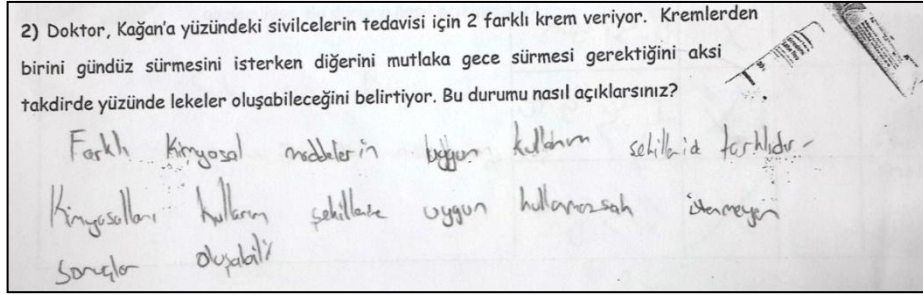 2) Doktor, Kağan'a yüzündeki sivilcelerin tedavisi için 2 farklı krem veriyor. Kremlerden
birini gündüz sürmesini isterken diğerini mutlaka gece sürmesi gerektiğini aksi
takdirde yüzünde lekeler oluşabileceğini belirtiyor. Bu durumu nasıl açıklarsınız?
Farklı kimyasal maddelerin uygun kullanım şekilleride farklıdır.
Kimyasalları kullanım şekillerine uygun kullanmazsak istenmeyen
sonuçlar oluşabilir